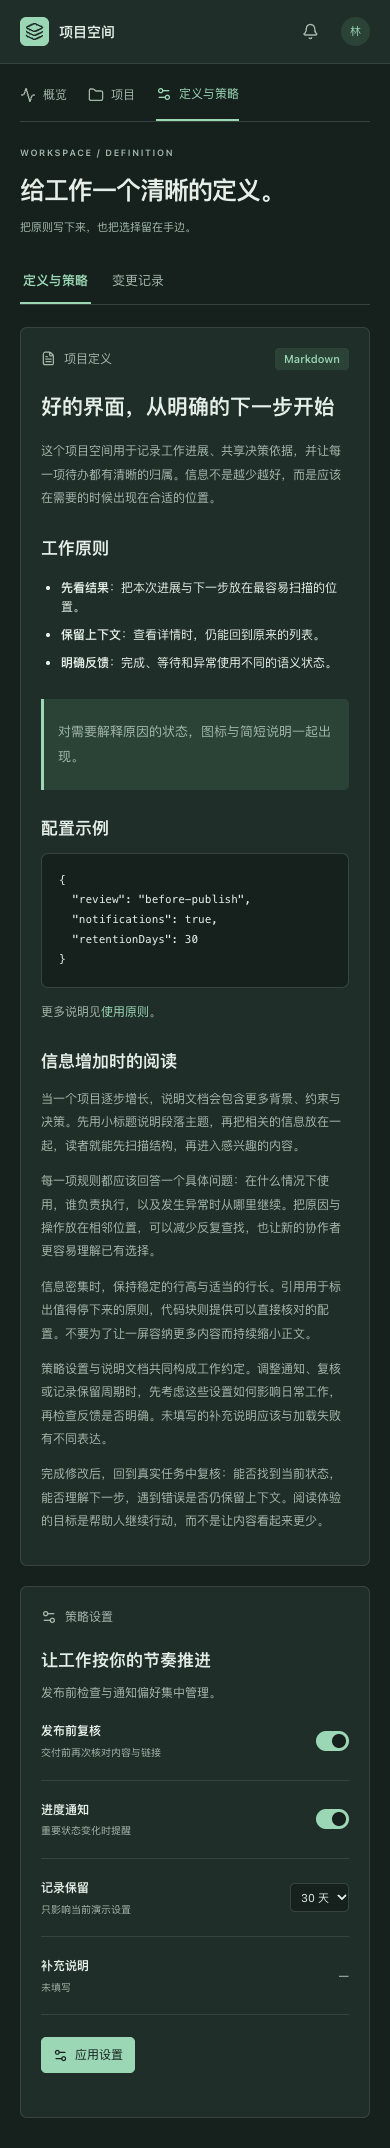 项目空间
林
概览
项目
定义与策略
WORKSPACE / DEFINITION
给工作一个清晰的定义。
把原则写下来，也把选择留在手边。
定义与策略
变更记录
项目定义
Markdown
好的界面，从明确的下一步开始
这个项目空间用于记录工作进展、共享决策依据，并让每
一项待办都有清晰的归属。信息不是越少越好，而是应该
在需要的时候出现在合适的位置。
工作原则
• 先看结果：把本次进展与下一步放在最容易扫描的位
置。
• 保留上下文：查看详情时，仍能回到原来的列表。
• 明确反馈：完成、等待和异常使用不同的语义状态。
对需要解释原因的状态，图标与简短说明一起出
现。
配置示例
{
"review": "before-publish",
"notifications": true,
"retentionDays": 30
}
更多说明见使用原则。
信息增加时的阅读
当一个项目逐步增长，说明文档会包含更多背景、约束与
决策。先用小标题说明段落主题，再把相关的信息放在一
起，读者就能先扫描结构，再进入感兴趣的内容。
每一项规则都应该回答一个具体问题：在什么情况下使
用，谁负责执行，以及发生异常时从哪里继续。把原因与
操作放在相邻位置，可以减少反复查找，也让新的协作者
更容易理解已有选择。
信息密集时，保持稳定的行高与适当的行长。引用用于标
出值得停下来的原则，代码块则提供可以直接核对的配
置。不要为了让一屏容纳更多内容而持续缩小正文。
策略设置与说明文档共同构成工作约定。调整通知、复核
或记录保留周期时，先考虑这些设置如何影响日常工作，
再检查反馈是否明确。未填写的补充说明应该与加载失败
有不同表达。
完成修改后，回到真实任务中复核：能否找到当前状态，
能否理解下一步，遇到错误是否仍保留上下文。阅读体验
的目标是帮助人继续行动，而不是让内容看起来更少。
策略设置
让工作按你的节奏推进
发布前检查与通知偏好集中管理。
发布前复核
交付前再次核对内容与链接
进度通知
重要状态变化时提醒
记录保留
只影响当前演示设置
30 天
补充说明
未填写
—
应用设置